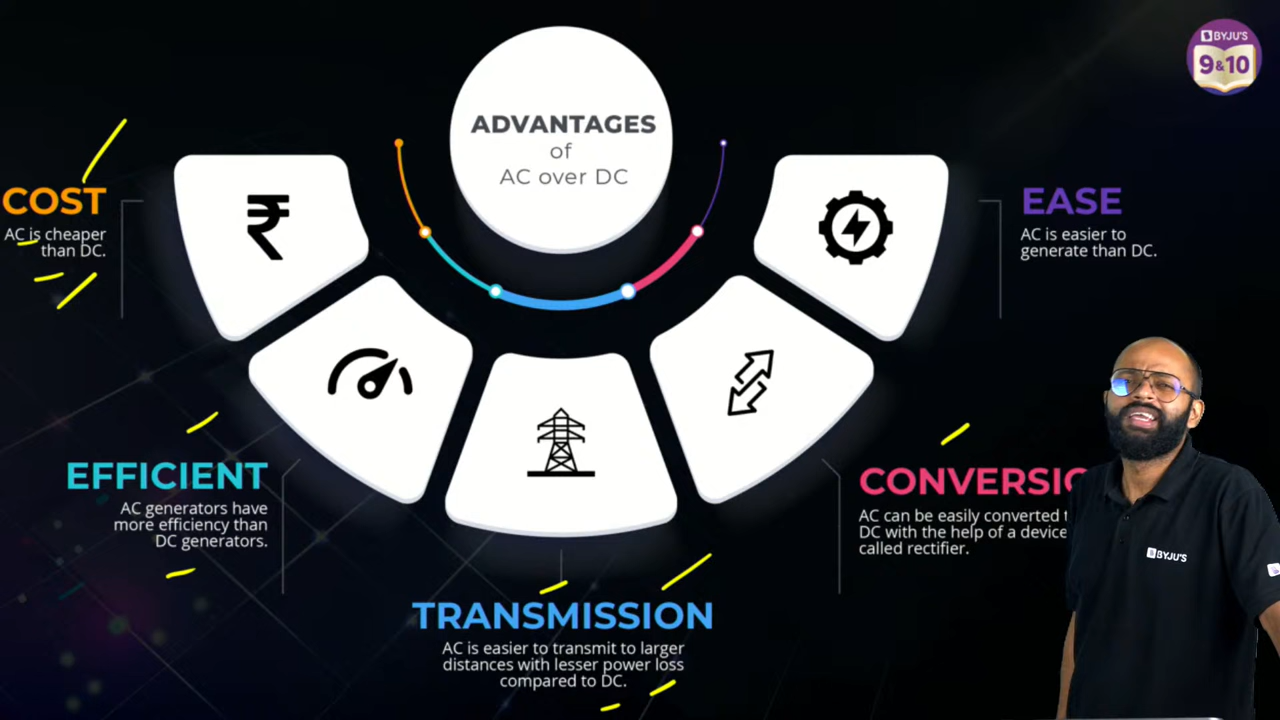 BYJU'S
9&10
ADVANTAGES
of
AC over DC
COST
AC is cheaper
than DC.
EASE
AC is easier to
generate than DC.
EFFICIENT
AC generators have
more efficiency than
DC generators.
CONVERSIO
AC can be easily converted
DC with the help of a device
called rectifier.
BYJU'S
TRANSMISSION
AC is easier to transmit to larger
distances with lesser power loss
compared to DC.